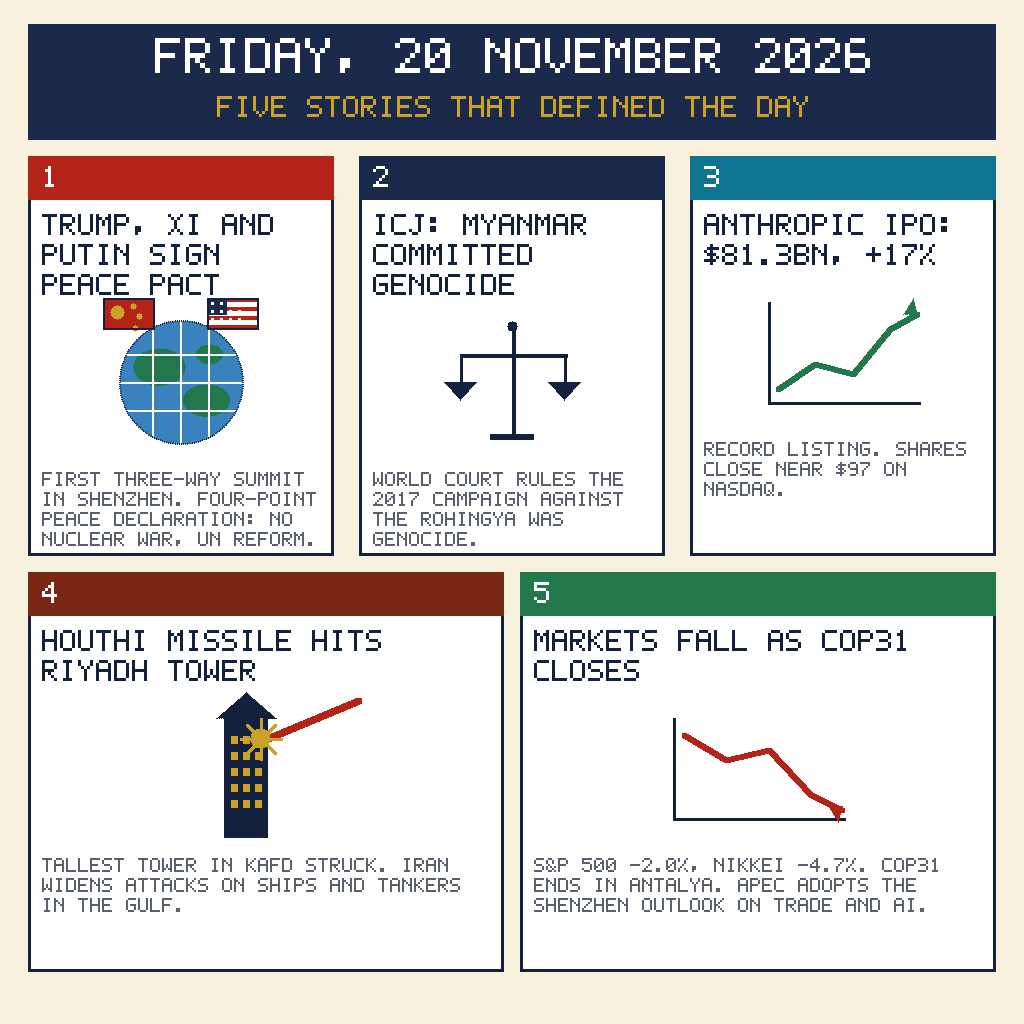 FRIDAY, 20 NOVEMBER 2026
FIVE STORIES THAT DEFINED THE DAY
1
TRUMP, XI AND
PUTIN SIGN
PEACE PACT
FIRST THREE-WAY SUMMIT
IN SHENZHEN. FOUR-POINT
PEACE DECLARATION: NO
NUCLEAR WAR, UN REFORM.
2
ICJ: MYANMAR
COMMITTED
GENOCIDE
WORLD COURT RULES THE
2017 CAMPAIGN AGAINST
THE ROHINGYA WAS
GENOCIDE.
3
ANTHROPIC IPO:
$81.3BN, +17%
RECORD LISTING. SHARES
CLOSE NEAR $97 ON
NASDAQ.
4
HOUTHI MISSILE HITS
RIYADH TOWER
TALLEST TOWER IN KAFD STRUCK. IRAN
WIDENS ATTACKS ON SHIPS AND TANKERS
IN THE GULF.
5
MARKETS FALL AS COP31
CLOSES
S&P 500 -2.0%, NIKKEI -4.7%. COP31
ENDS IN ANTALYA. APEC ADOPTS THE
SHENZHEN OUTLOOK ON TRADE AND AI.